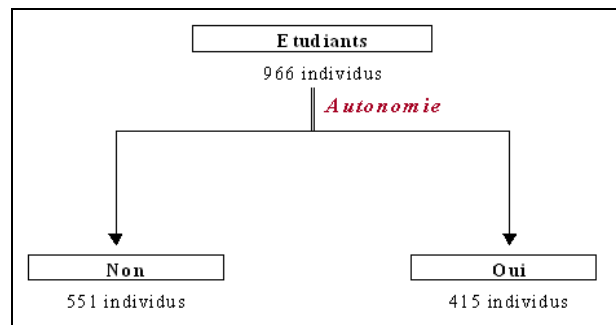 Etudiants
966 individus
Autonomie
Non
Oui
551 individus
415 individus